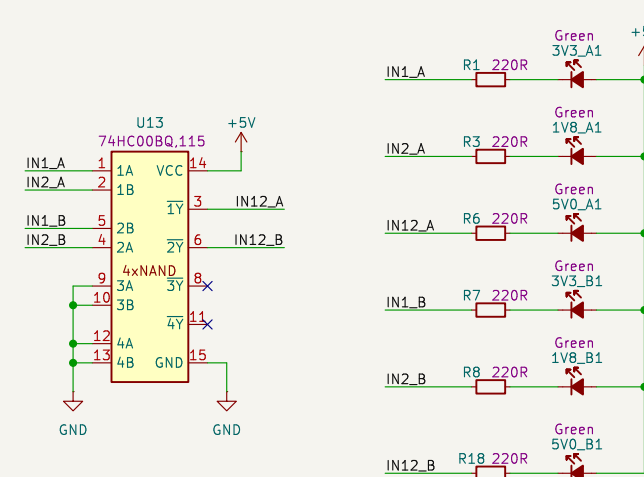 U13
74HC00BQ,115
+5V
IN1_A 1 1A VCC 14
IN2_A 2 1B
1Y 3 IN12_A
IN1_B 5 2B
IN2_B 4 2A 2Y 6 IN12_B
4xNAND
9 3A 3Y 8
10 3B
4Y 11
12 4A
13 4B GND 15
GND
GND
Green
3V3_A1
IN1_A R1 220R
Green
1V8_A1
IN2_A R3 220R
Green
5V0_A1
IN12_A R6 220R
Green
3V3_B1
IN1_B R7 220R
Green
1V8_B1
IN2_B R8 220R
Green
5V0_B1
IN12_B R18 220R